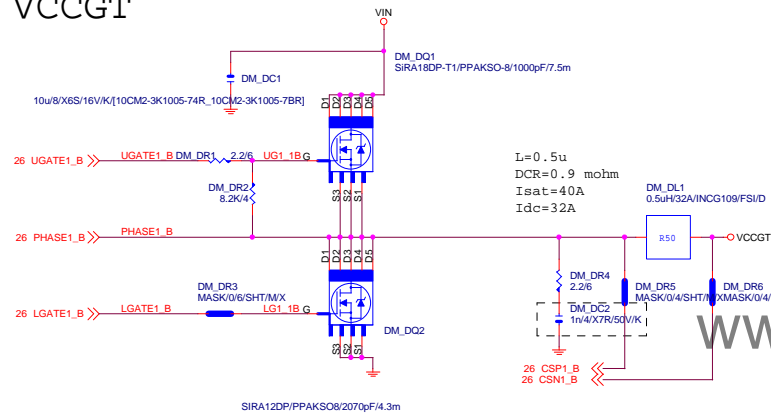 VCCGT
VIN
DM_DQ1
SiRA18DP-T1/PPAKSO-8/1000pF/7.5m
DM_DC1
10u/8/X6S/16V/K/[10CM2-3K1005-74R_10CM2-3K1005-7BR]
D1 D2 D3 D4 D5
26 UGATE1_B UGATE1_B DM_DR1 2.2/6 UG1_1B G
S3 S2 S1
DM_DR2
8.2K/4
L=0.5u
DCR=0.9 mohm
Isat=40A
Idc=32A
DM_DL1
0.5uH/32A/INCG109/FSI/D
26 PHASE1_B PHASE1_B
R50
VCCGT
D1 D2 D3 D4 D5
DM_DR3
MASK/0/6/SHT/M/X
26 LGATE1_B LGATE1_B LG1_1B G
S3 S2 S1
DM_DQ2
DM_DR4
2.2/6
DM_DR5
MASK/0/4/SHT/M/X
DM_DR6
MASK/0/4/
DM_DC2
1n/4/X7R/50V/K
ww
26 CSP1_B
26 CSN1_B
SIRA12DP/PPAKSO8/2070pF/4.3m